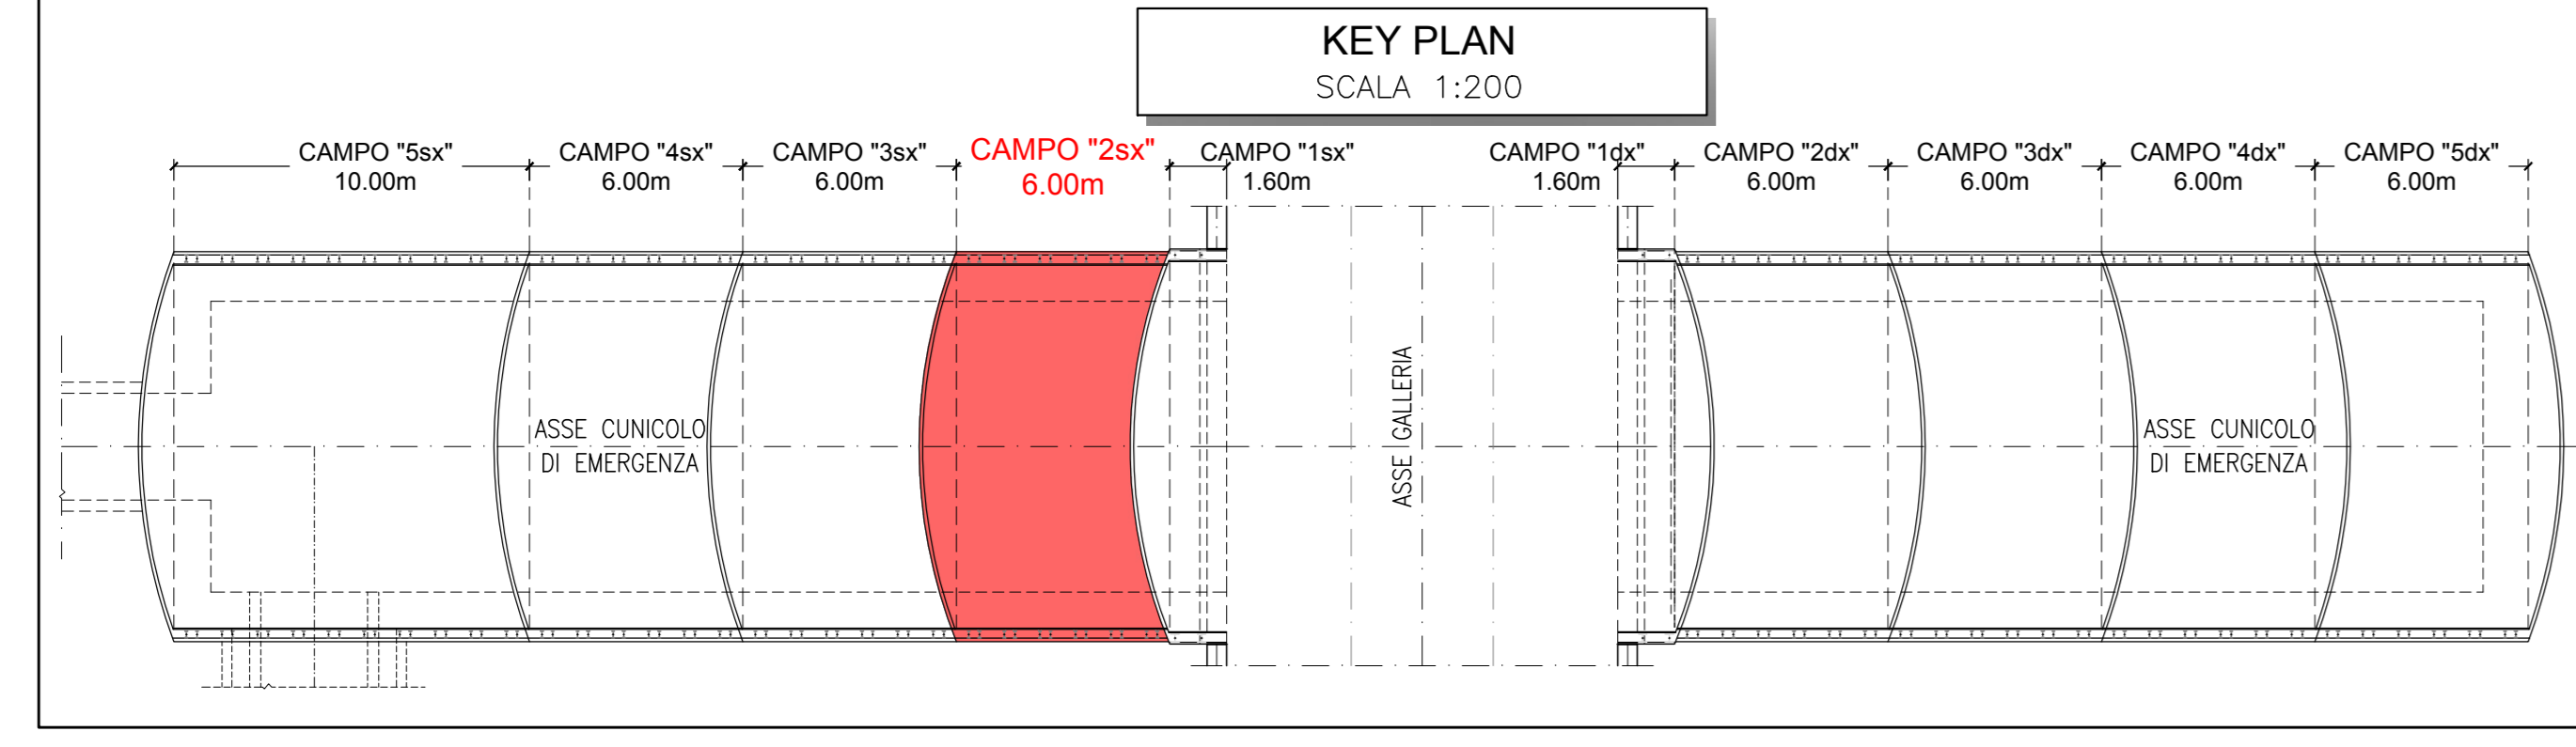 KEY PLAN
SCALA 1:200
CAMPO "5sx"
10.00m
CAMPO "4sx"
6.00m
CAMPO "3sx"
6.00m
CAMPO "2sx"
6.00m
CAMPO "1sx"
1.60m
CAMPO "1dx"
1.60m
CAMPO "2dx"
6.00m
CAMPO "3dx"
6.00m
CAMPO "4dx"
6.00m
CAMPO "5dx"
6.00m
ASSE CUNICOLO
DI EMERGENZA
ASSE GALLERIA
ASSE CUNICOLO
DI EMERGENZA